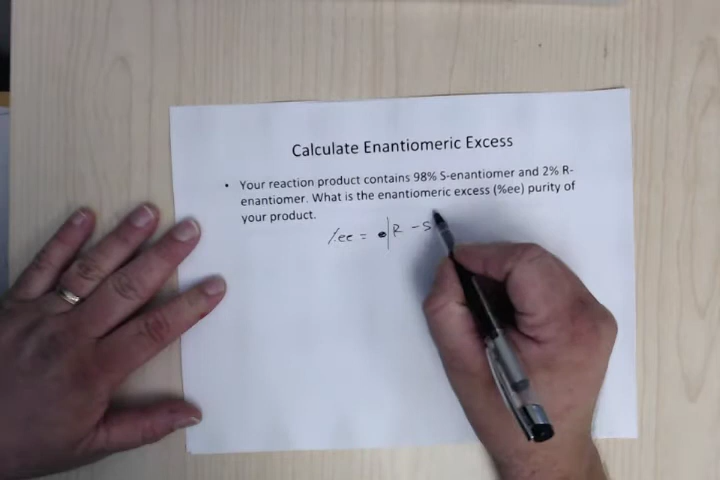 Calculate Enantiomeric Excess
• Your reaction product contains 98% S-enantiomer and 2% R-
enantiomer. What is the enantiomeric excess (%ee) purity of
your product.
%ee = |R - S